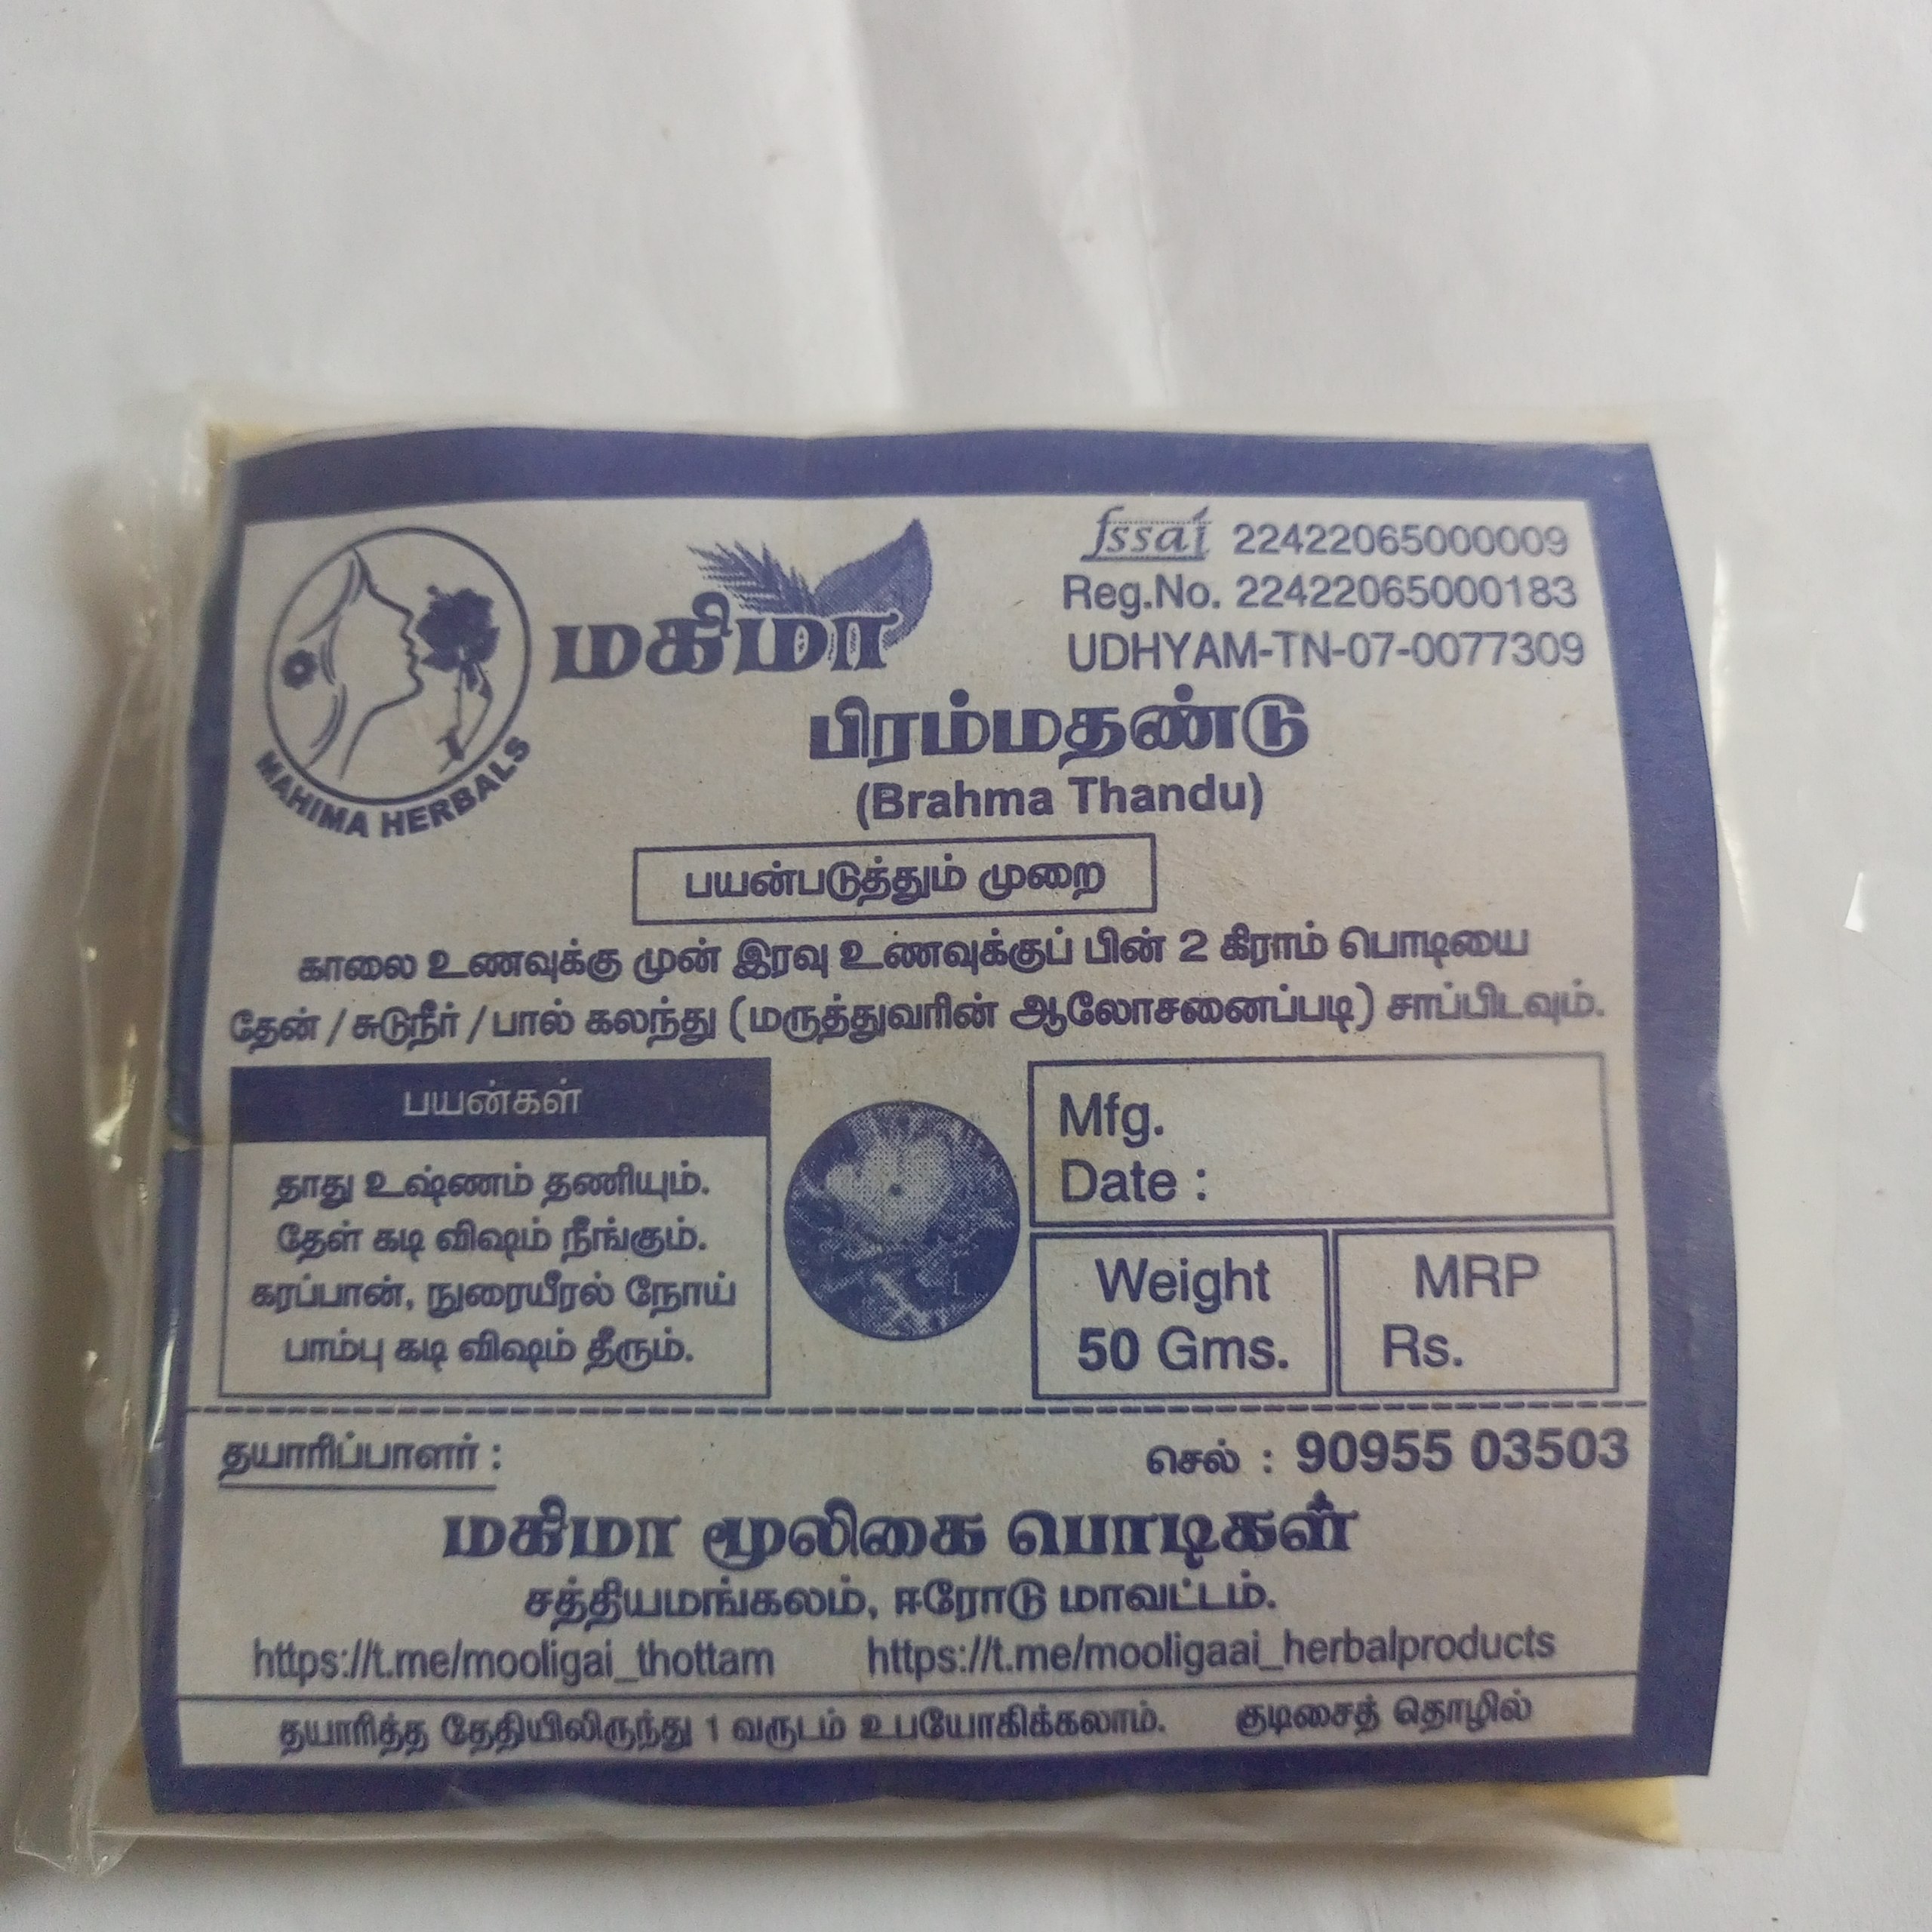 மகிமா
MAHIMA HERBALS
fssai 22422065000009
Reg.No. 22422065000183
UDHYAM-TN-07-0077309
பிரம்மதண்டு
(Brahma Thandu)
பயன்படுத்தும் முறை
காலை உணவுக்கு முன் இரவு உணவுக்குப் பின் 2 கிராம் பொடியை
தேன் / சுடுநீர் / பால் கலந்து (மருத்துவரின் ஆலோசனைப்படி) சாப்பிடவும்.
பயன்கள்
தாது உஷ்ணம் தணியும்.
தேள் கடி விஷம் நீங்கும்.
கரப்பான், நுரையீரல் நோய்
பாம்பு கடி விஷம் தீரும்.
Mfg.
Date :
Weight
50 Gms.
MRP
Rs.
தயாரிப்பாளர் :
செல் : 90955 03503
மகிமா மூலிகை பொடிகள்
சத்தியமங்கலம், ஈரோடு மாவட்டம்.
https://t.me/mooligai_thottam https://t.me/mooligaai_herbalproducts
தயாரித்த தேதியிலிருந்து 1 வருடம் உபயோகிக்கலாம். குடிசைத் தொழில்